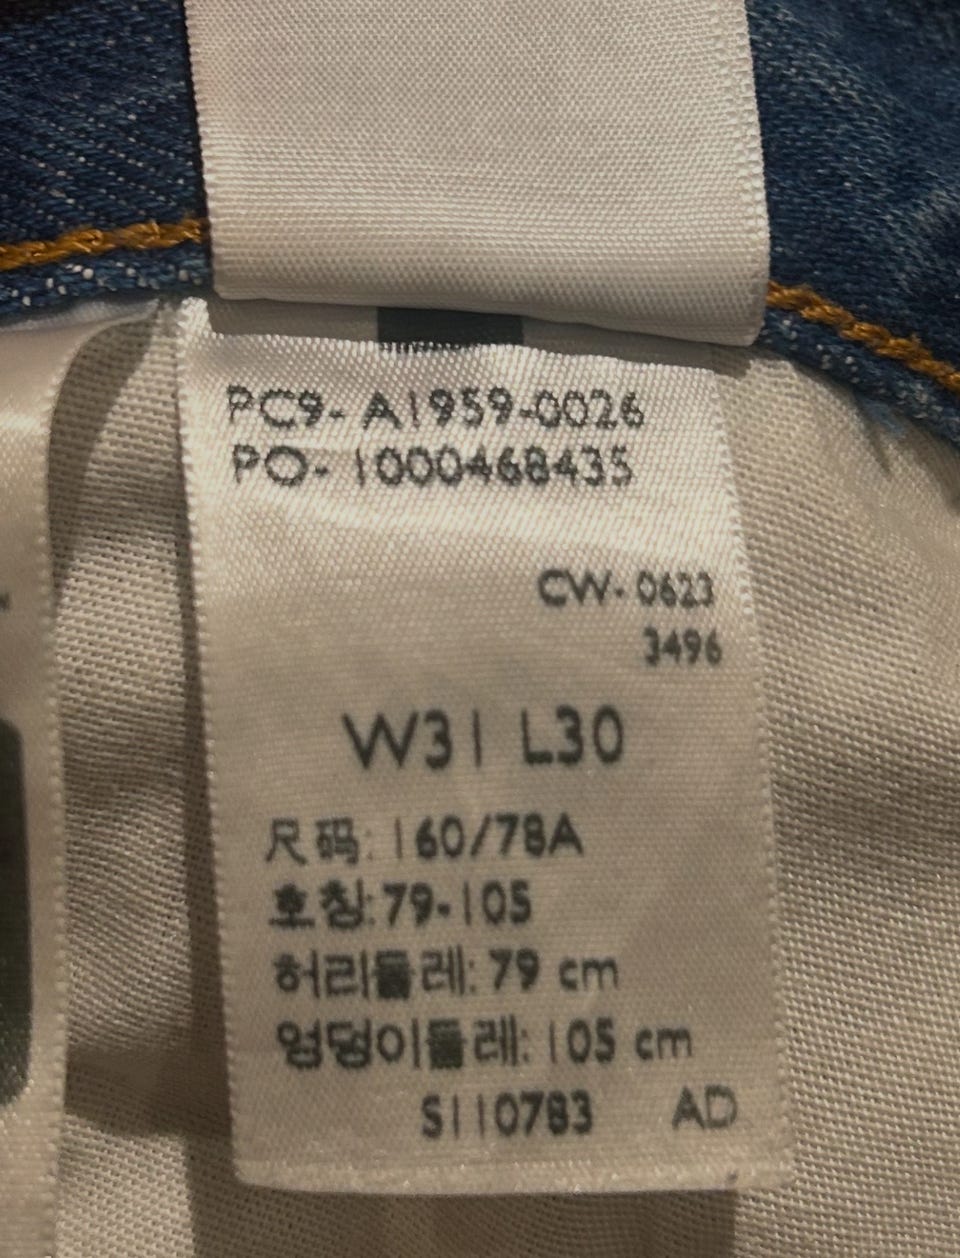 PC9- A1959-0026
PO- 1000468435
CW- 0623
3496
W31 L30
尺码: 160/78A
호칭: 79-105
허리둘레: 79 cm
엉덩이둘레: 105 cm
S110783 AD